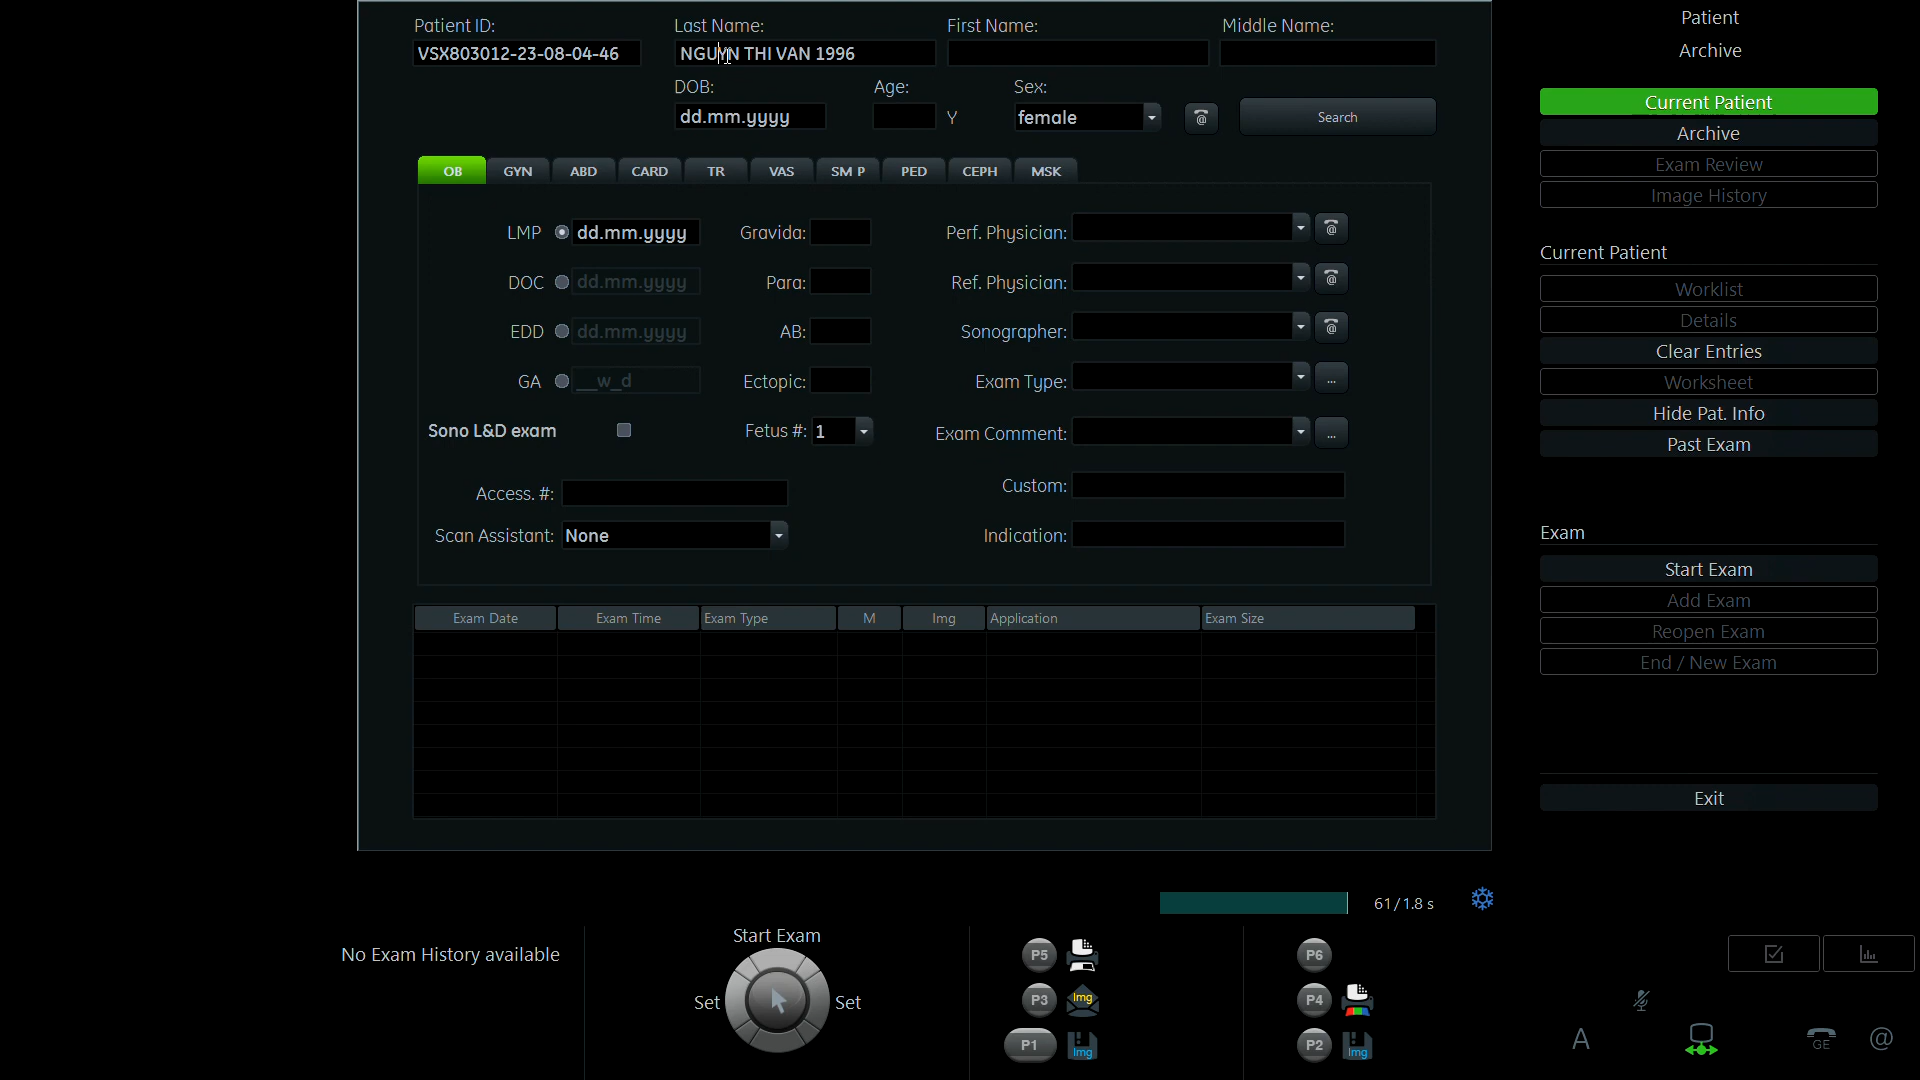 Patient ID: Last Name: First Name: Middle Name:
VSX803012-23-08-04-46 NGUYN THI VAN 1996
DOB: Age: Sex:
dd.mm.yyyy Y female @ Search
OB GYN ABD CARD TR VAS SM P PED CEPH MSK
LMP dd.mm.yyyy Gravida: Perf. Physician: @
DOC dd.mm.yyyy Para: Ref. Physician: @
EDD dd.mm.yyyy AB: Sonographer: @
GA __w_d Ectopic: Exam Type: ...
Sono L&D exam Fetus #: 1 Exam Comment: ...
Access. #: Custom:
Scan Assistant: None Indication:
Exam Date Exam Time Exam Type M Img Application Exam Size
Patient
Archive
Current Patient
Archive
Exam Review
Image History
Current Patient
Worklist
Details
Clear Entries
Worksheet
Hide Pat. Info
Past Exam
Exam
Start Exam
Add Exam
Reopen Exam
End / New Exam
Exit
61/1.8 s
No Exam History available
Start Exam
Set Set
P5
P3 Img
P1 Img
P6
P4
P2 Img
A GE @